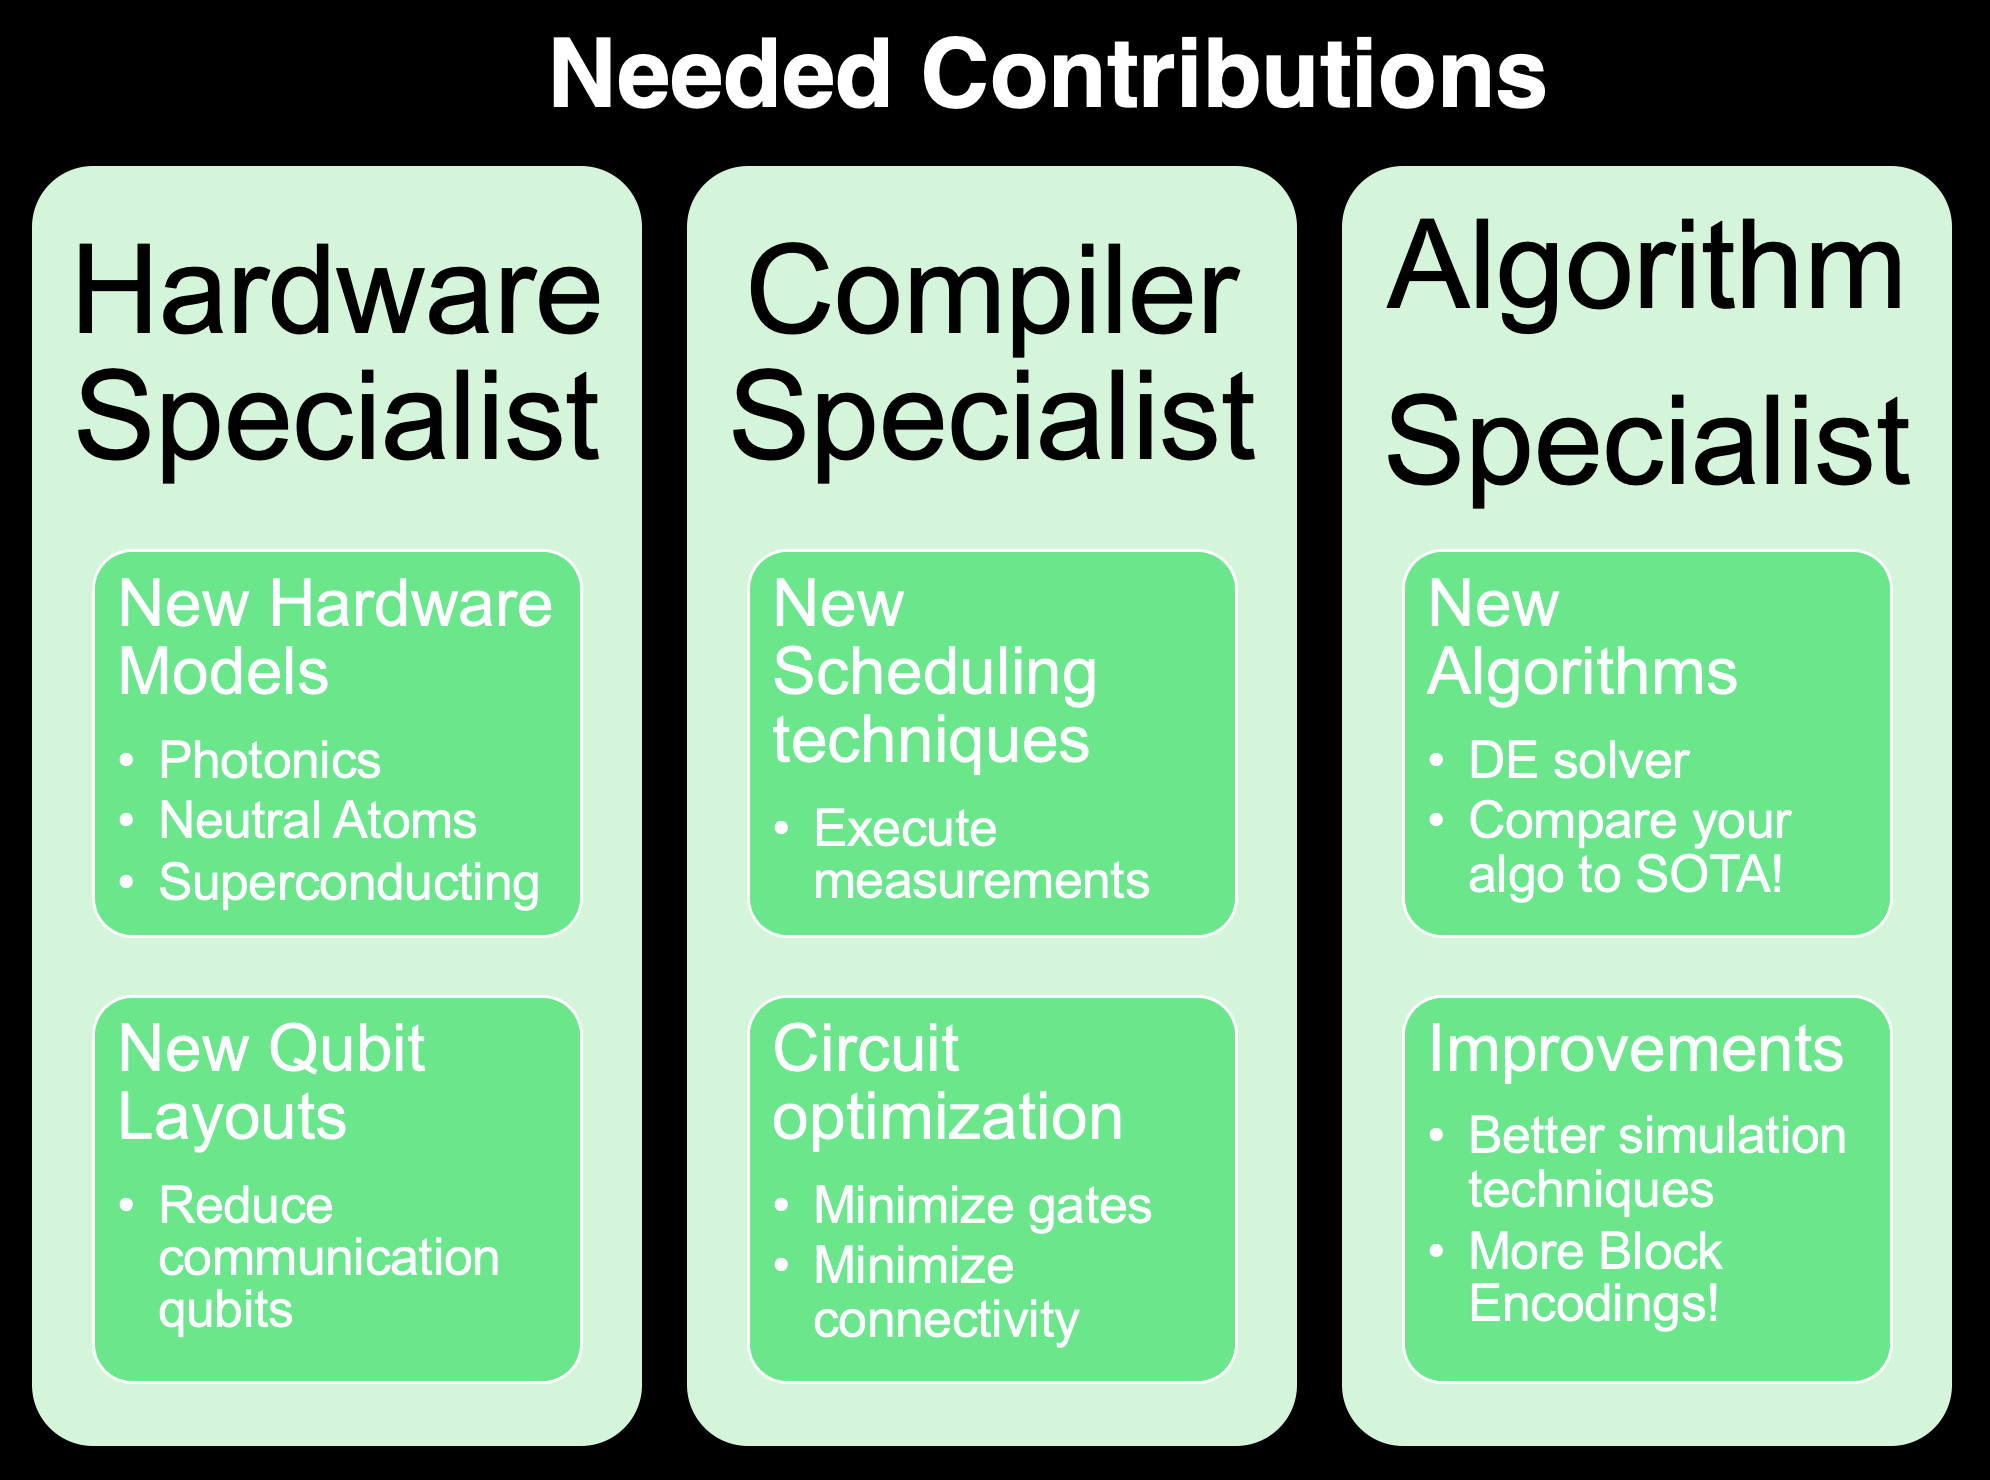 Needed Contributions
Hardware
Specialist
New Hardware
Models
• Photonics
• Neutral Atoms
• Superconducting
New Qubit
Layouts
• Reduce
communication
qubits
Compiler
Specialist
New
Scheduling
techniques
• Execute
measurements
Circuit
optimization
• Minimize gates
• Minimize
connectivity
Algorithm
Specialist
New
Algorithms
• DE solver
• Compare your
algo to SOTA!
Improvements
• Better simulation
techniques
• More Block
Encodings!